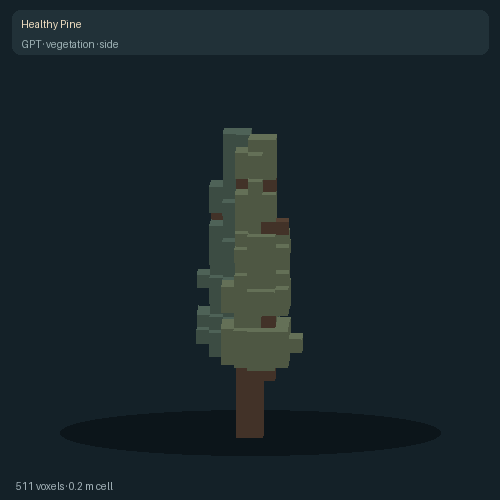 Healthy Pine
GPT · vegetation · side
511 voxels · 0.2 m cell